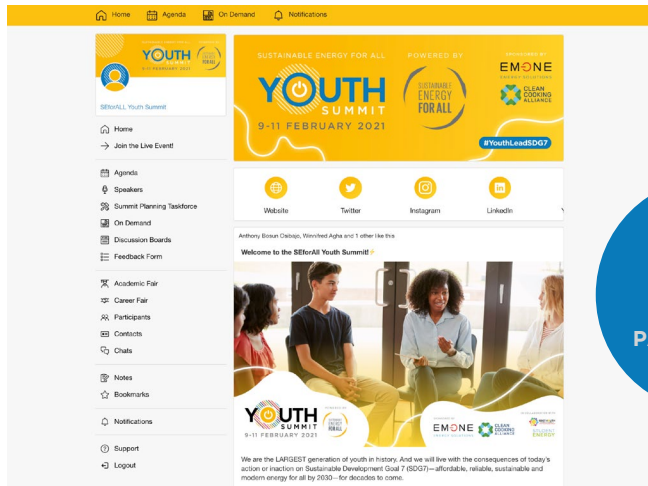 Home Agenda On Demand Notifications
YOUTH
SUMMIT
9-11 FEBRUARY 2021
SEforALL Youth Summit
Home
Join the Live Event!
Agenda
Speakers
Summit Planning Taskforce
On Demand
Discussion Boards
Feedback Form
Academic Fair
Career Fair
Participants
Contacts
Chats
Notes
Bookmarks
Notifications
Support
Logout
SUSTAINABLE ENERGY FOR ALL POWERED BY
YOUTH
SUMMIT
9-11 FEBRUARY 2021
SUSTAINABLE
ENERGY
FOR ALL
EMONE
ENERGY SOLUTIONS
CLEAN
COOKING
ALLIANCE
#YouthLeadSDG7
Website Twitter Instagram LinkedIn
Anthony Bosun Daibajo, Winnifred Agha and 1 other like this
Welcome to the SEforAll Youth Summit!
YOUTH
SUMMIT
9-11 FEBRUARY 2021
EMONE
CLEAN
COOKING
ALLIANCE
STUDENT
ENERGY
We are the LARGEST generation of youth in history. And we will live with the consequences of today's
action or inaction on Sustainable Development Goal 7 (SDG7)—affordable, reliable, sustainable and
modern energy for all by 2030—for decades to come.